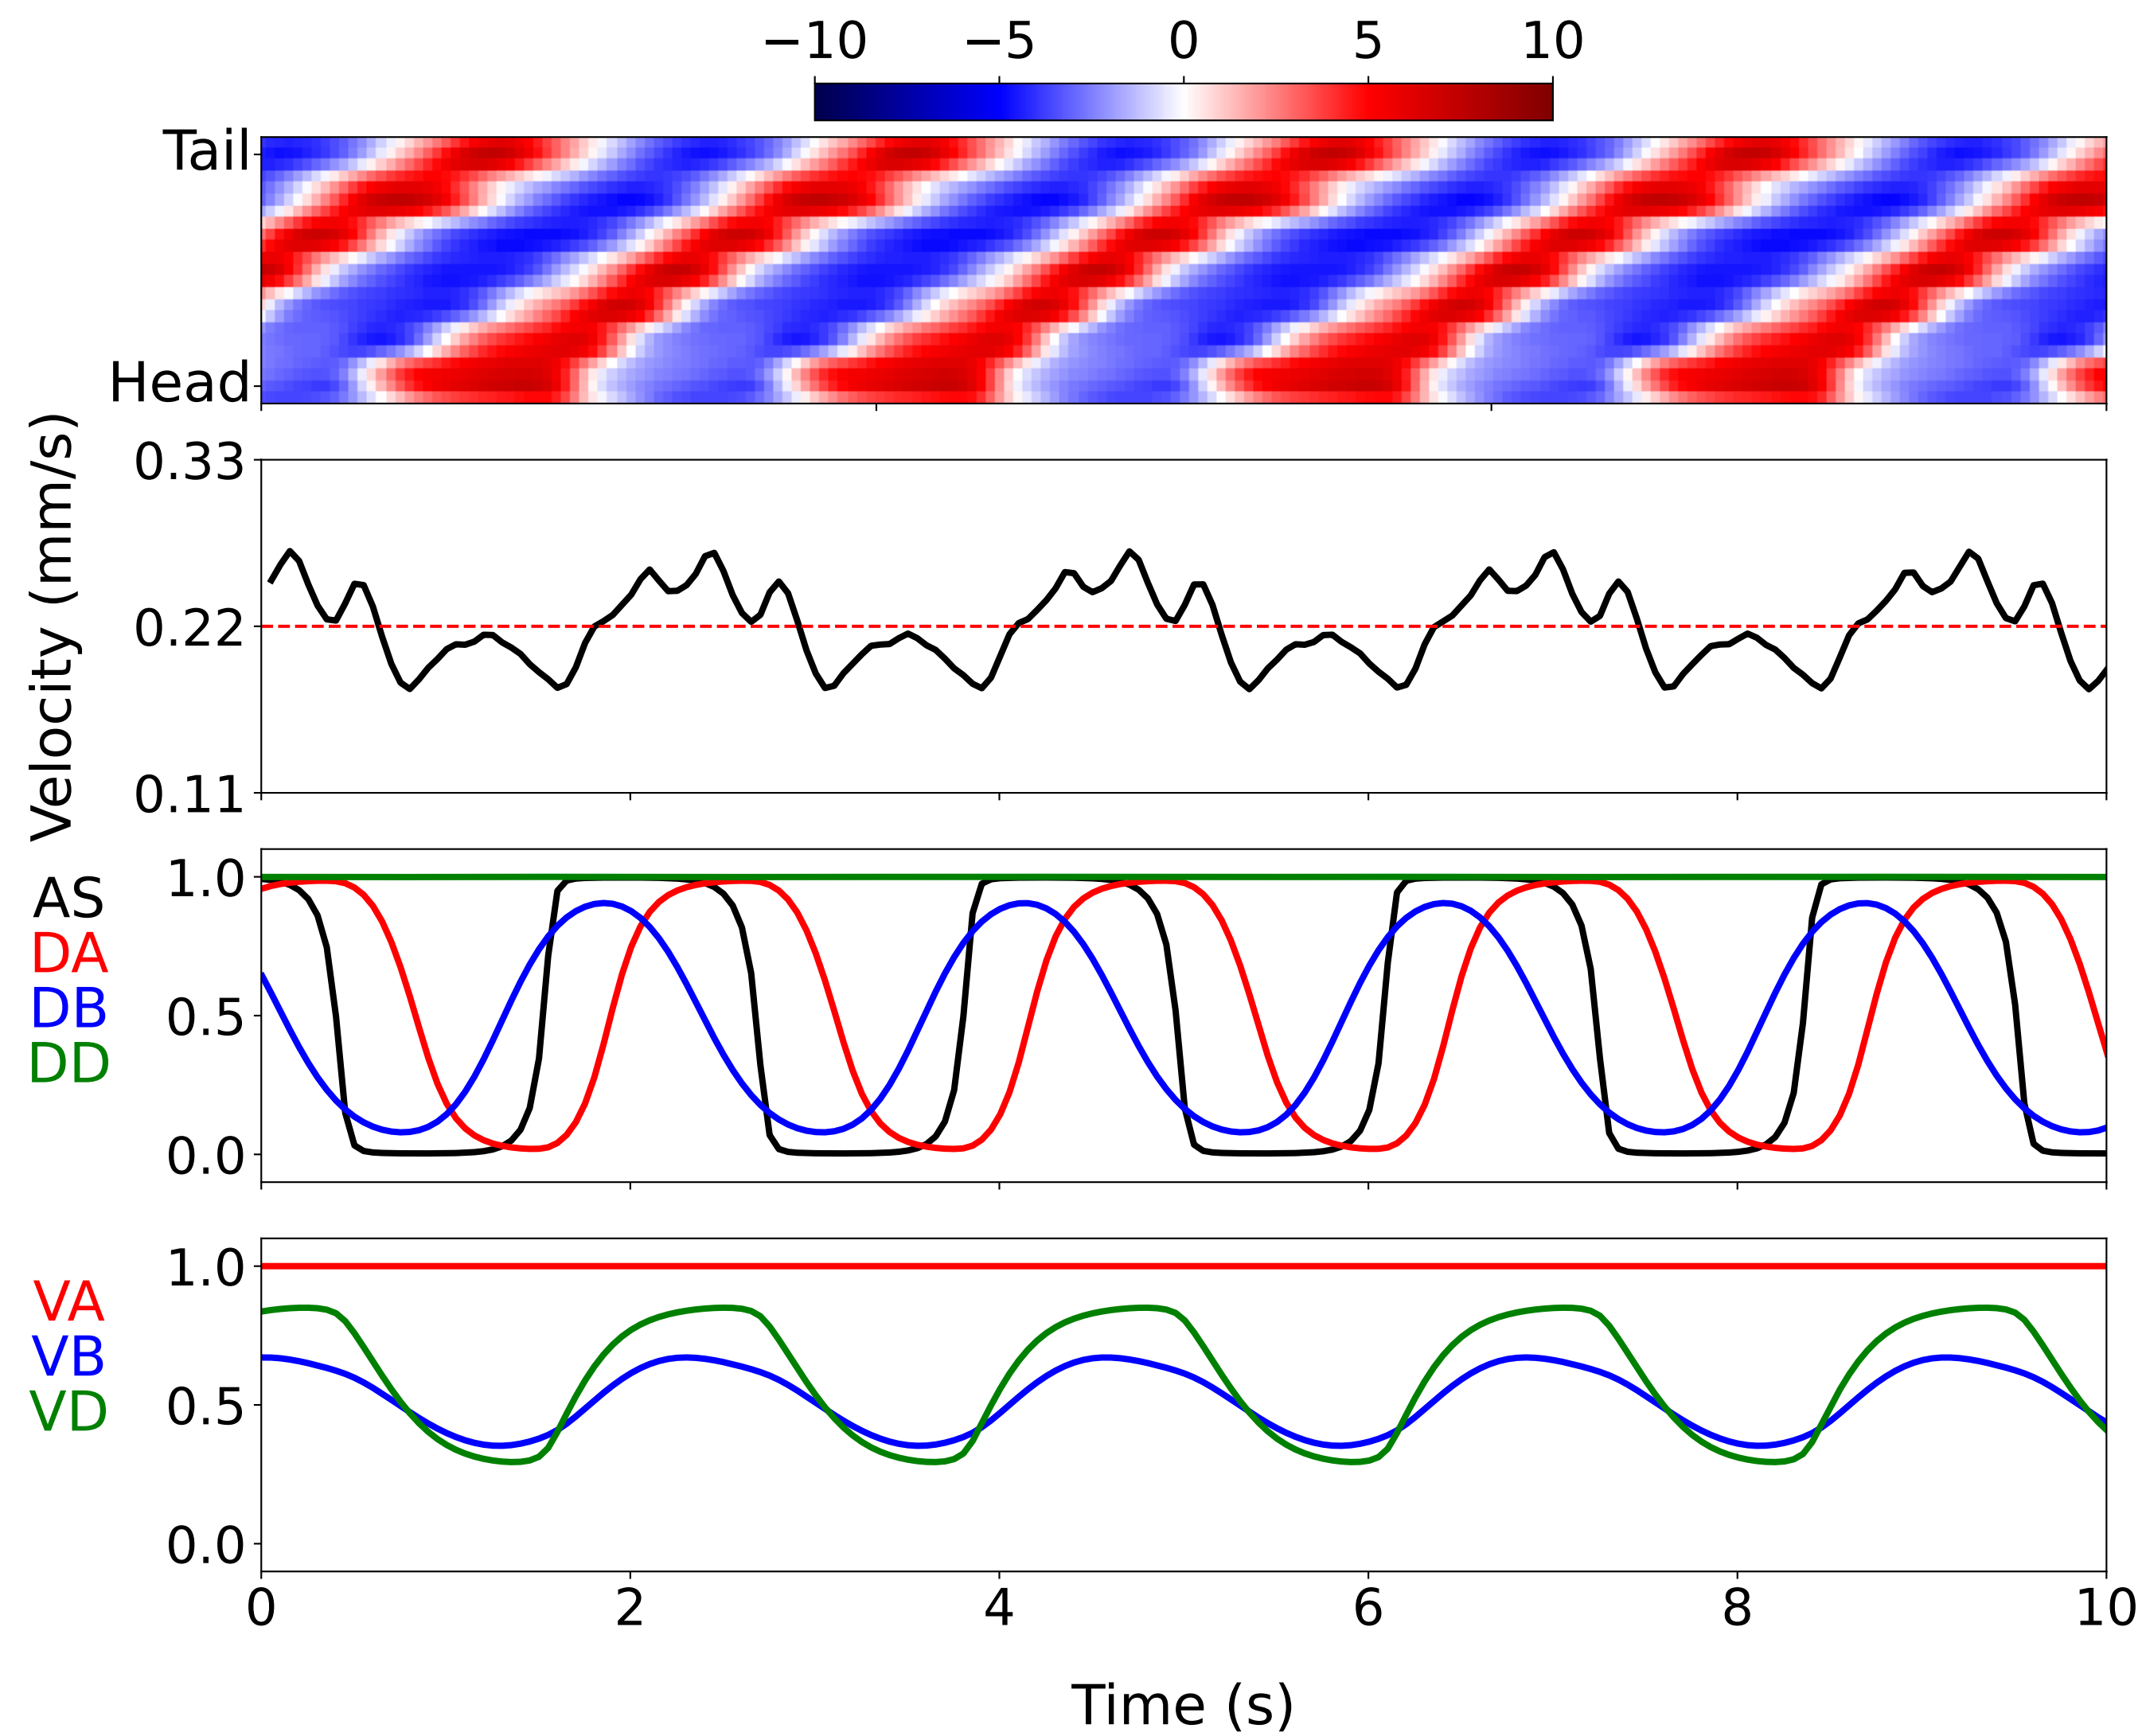 −10 −5 0 5 10
Tail
Head
Velocity (mm/s)
0.33
0.22
0.11
AS
DA
DB
DD
1.0
0.5
0.0
VA
VB
VD
1.0
0.5
0.0
0 2 4 6 8 10
Time (s)